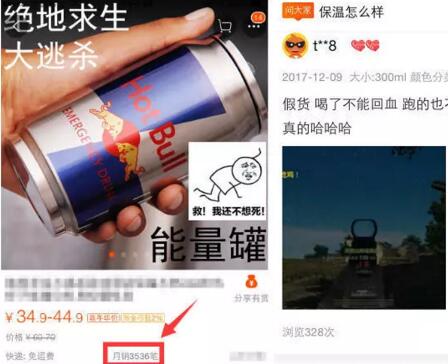 绝地求生
大逃杀
14
Hot Bull
EMERGENCY DRINK
救！我还不想死！
能量罐
¥ 34.9-44.9
分享有赏
价格 ¥ 60-70
快递: 免运费
月销3536笔
问大家
保温怎么样
t**8
2017-12-09 大小:300ml 颜色分类
假货 喝了不能回血 跑的也不
真的哈哈哈
浏览328次